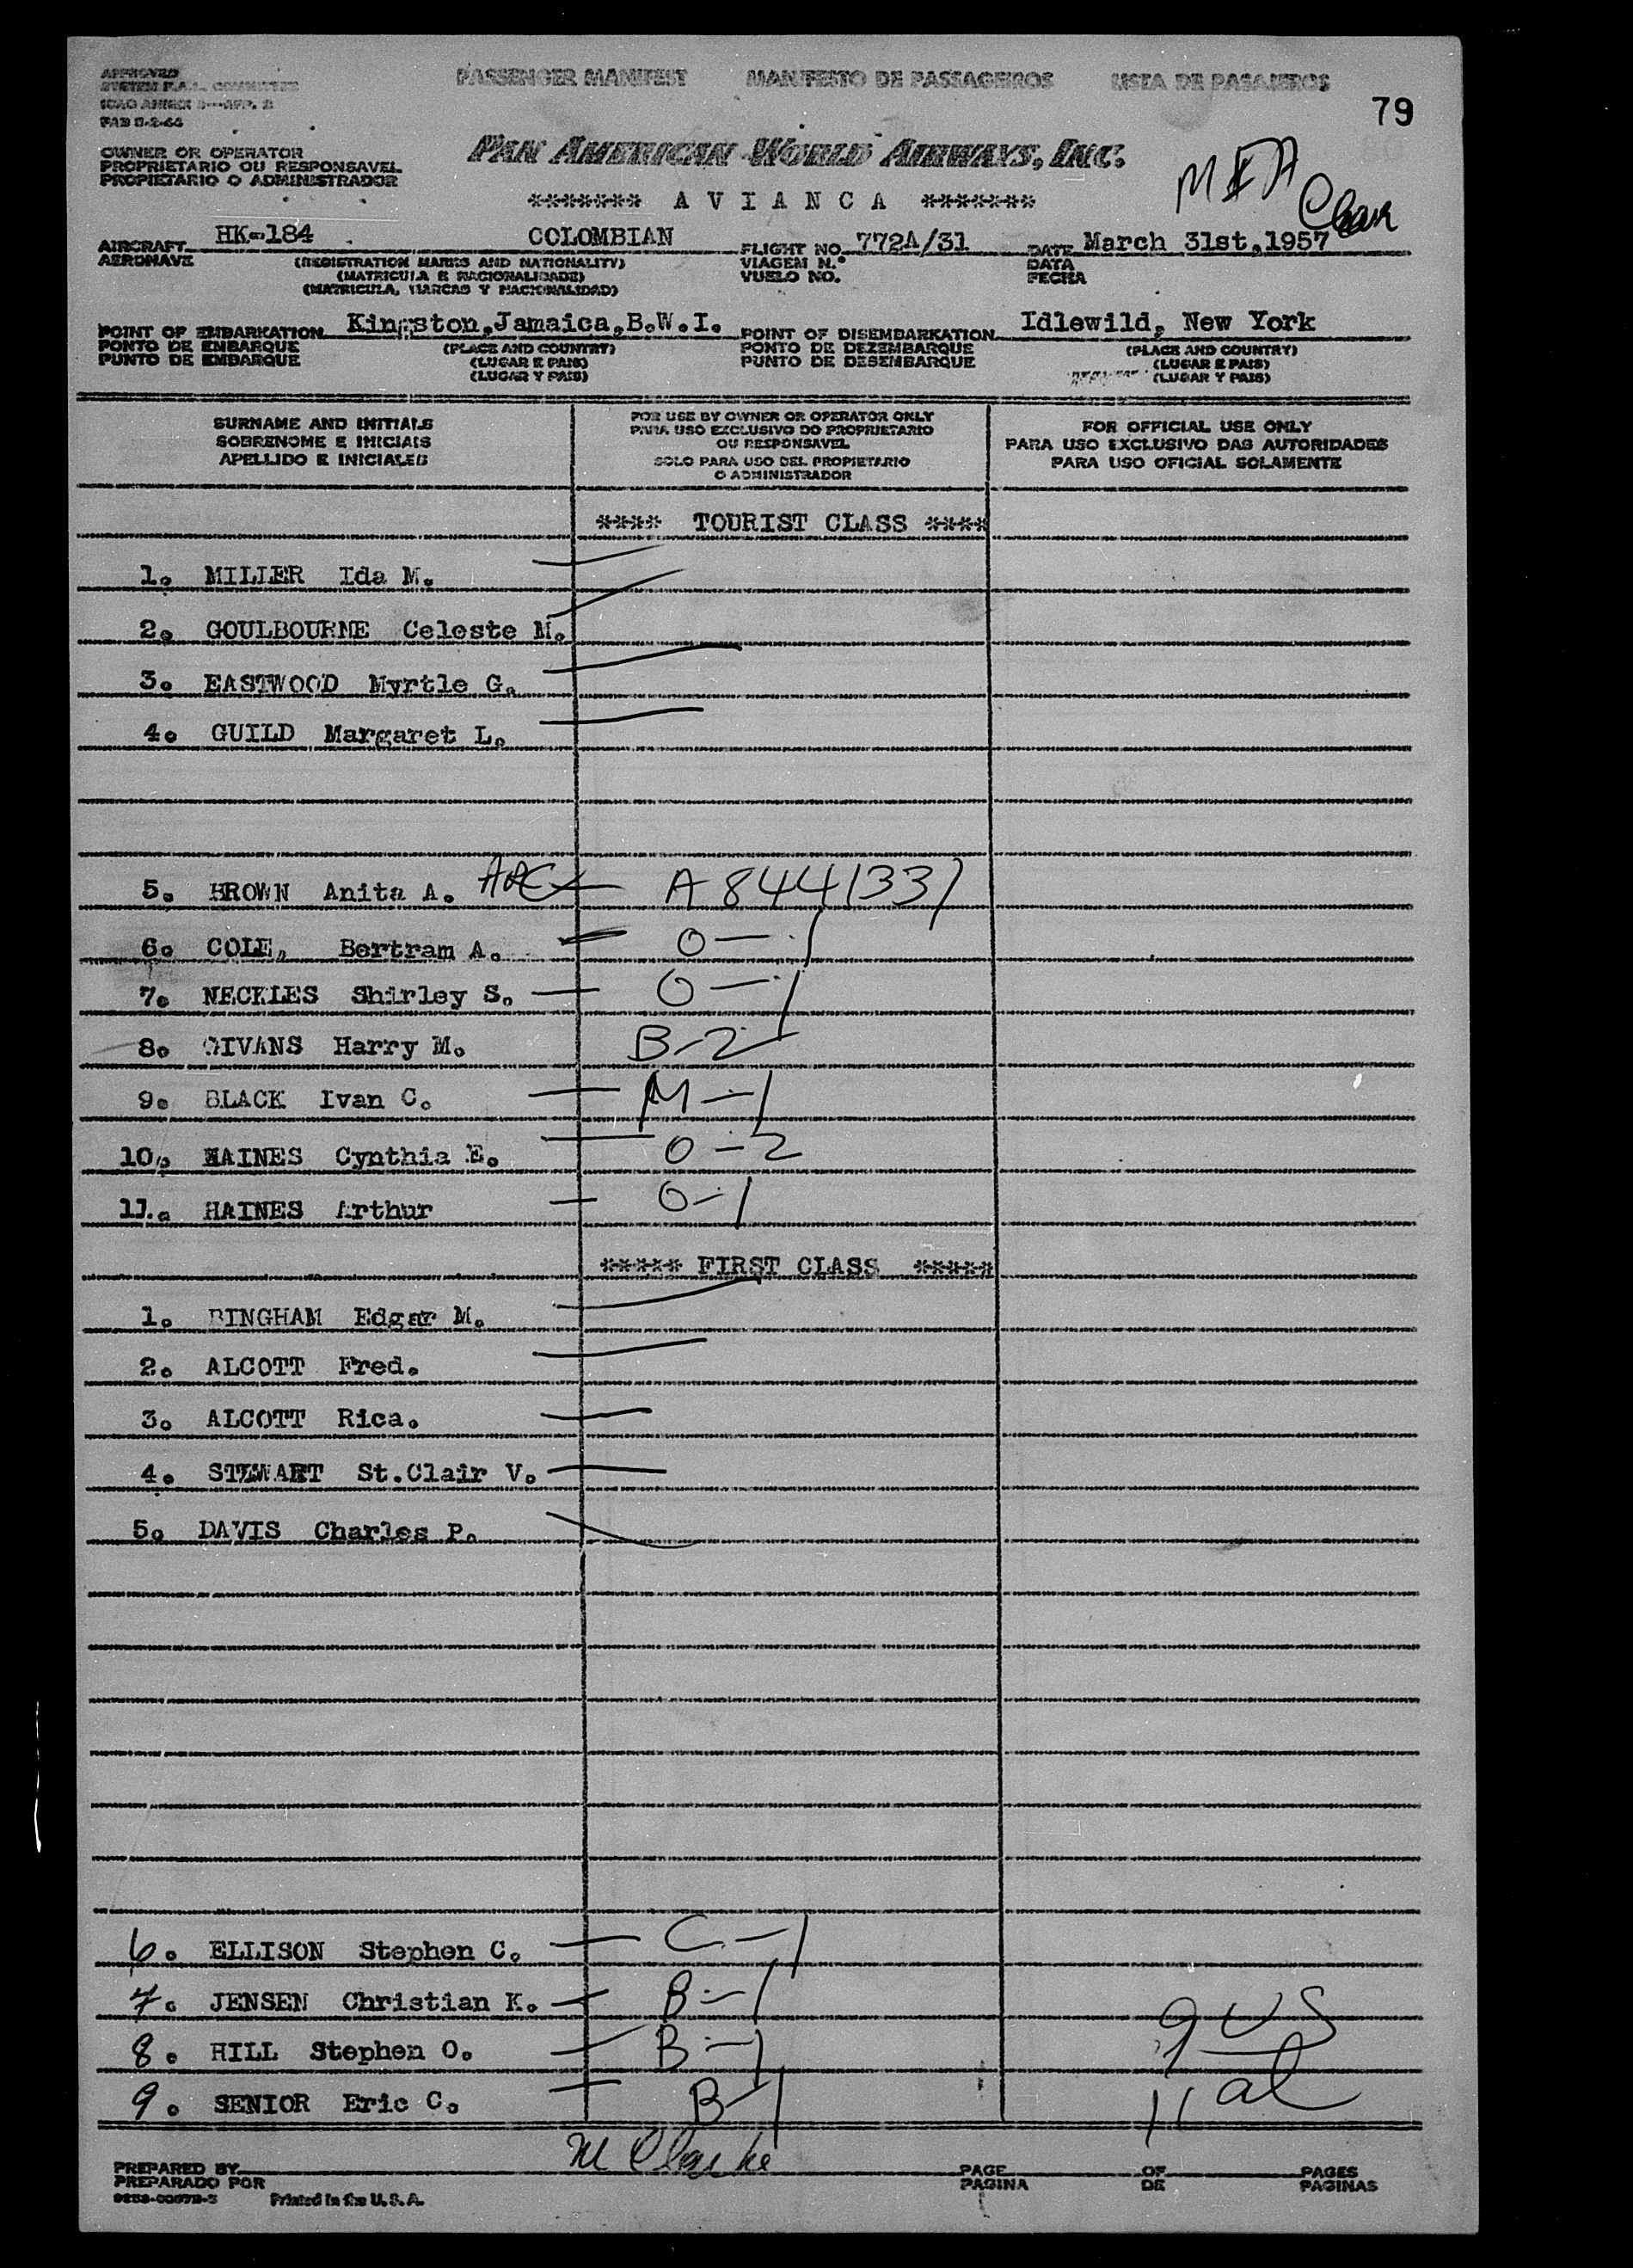 APPROVED
SYSTEM F.A.L. COMMITTEE
ICAO ANNEX 9—APP. 2
PASSENGER MANIFEST MANIFESTO DE PASSAGEIROS LISTA DE PASAJEROS
79
OWNER OR OPERATOR
PROPRIETARIO OU RESPONSAVEL
PROPIETARIO O ADMINISTRADOR
PAN AMERICAN WORLD AIRWAYS, INC.
******* A V I A N C A *******
AIRCRAFT HK-184 COLOMBIAN FLIGHT NO. 772A/31 DATE March 31st,1957
AERONAVE (REGISTRATION MARKS AND NATIONALITY) VIAGEM N.° DATA
(MATRICULA E NACIONALIDADE) VUELO NO. FECHA
(MATRICULA, MARCAS Y NACIONALIDAD)
POINT OF EMBARKATION Kingston,Jamaica,B.W.I. POINT OF DISEMBARKATION Idlewild, New York
PONTO DE EMBARQUE (PLACE AND COUNTRY) PONTO DE DEZEMBARQUE (PLACE AND COUNTRY)
PUNTO DE EMBARQUE (LUGAR E PAIS) PUNTO DE DESEMBARQUE (LUGAR E PAIS)
(LUGAR Y PAIS) (LUGAR Y PAIS)
SURNAME AND INITIALS FOR USE BY OWNER OR OPERATOR ONLY FOR OFFICIAL USE ONLY
SOBRENOME E INICIAIS PARA USO EXCLUSIVO DO PROPRIETARIO PARA USO EXCLUSIVO DAS AUTORIDADES
APELLIDO E INICIALES OU RESPONSAVEL PARA USO OFICIAL SOLAMENTE
SOLO PARA USO DEL PROPIETARIO
O ADMINISTRADOR
**** TOURIST CLASS ****
1. MILLER Ida M.
2. GOULBOURNE Celeste M.
3. EASTWOOD Myrtle G.
4. GUILD Margaret L.
5. BROWN Anita A. A8441337
6. COLE, Bertram A. O-1
7. NECKLES Shirley S. O-1
8. GIVANS Harry M. B-2
9. BLACK Ivan C. M-1
10. HAINES Cynthia E. O-2
11. HAINES Arthur O-1
***** FIRST CLASS *****
1. BINGHAM Edgar M.
2. ALCOTT Fred.
3. ALCOTT Rica.
4. STEWART St.Clair V.
5. DAVIS Charles P.
6. ELLISON Stephen C. C-1
7. JENSEN Christian K. B-1
8. HILL Stephen O. B-1
9. SENIOR Eric C. B-1
9 US
11 al
PREPARED BY M Clarke PAGE OF PAGES
PREPARADO POR PAGINA DE PAGINAS
Printed in the U.S.A.